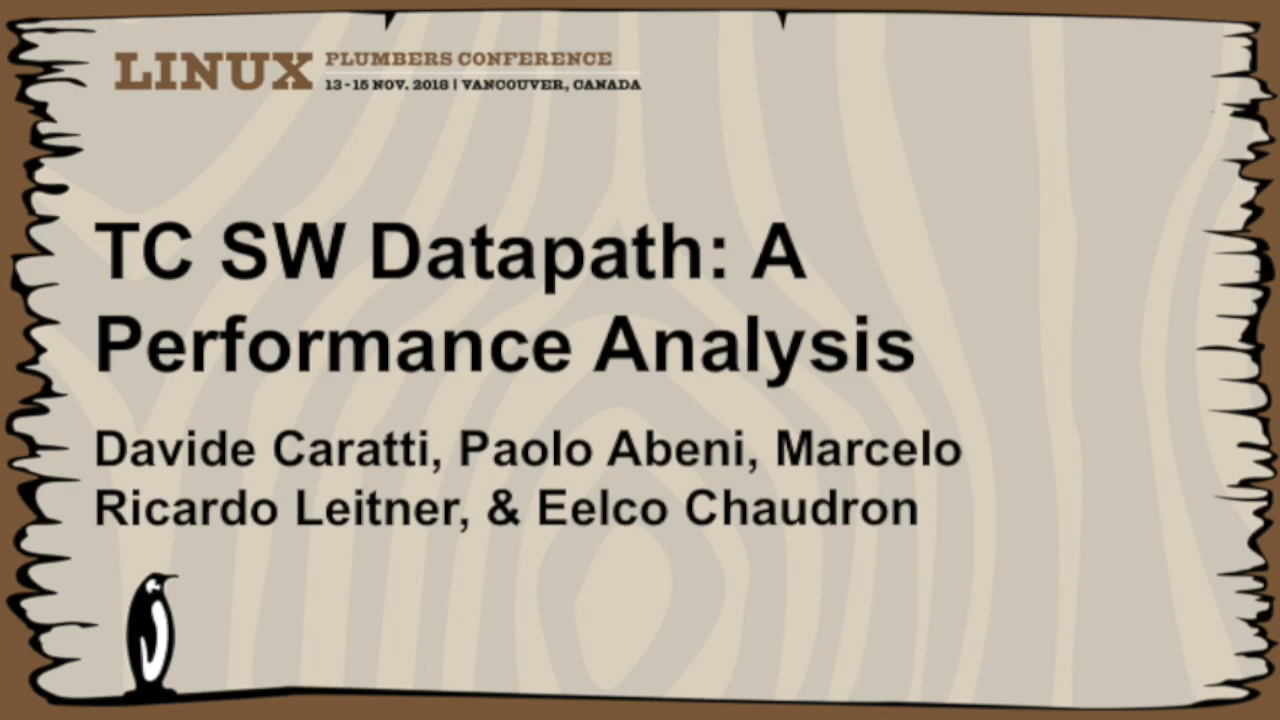 LINUX PLUMBERS CONFERENCE
13-15 NOV. 2018 | VANCOUVER, CANADA
TC SW Datapath: A
Performance Analysis
Davide Caratti, Paolo Abeni, Marcelo
Ricardo Leitner, & Eelco Chaudron